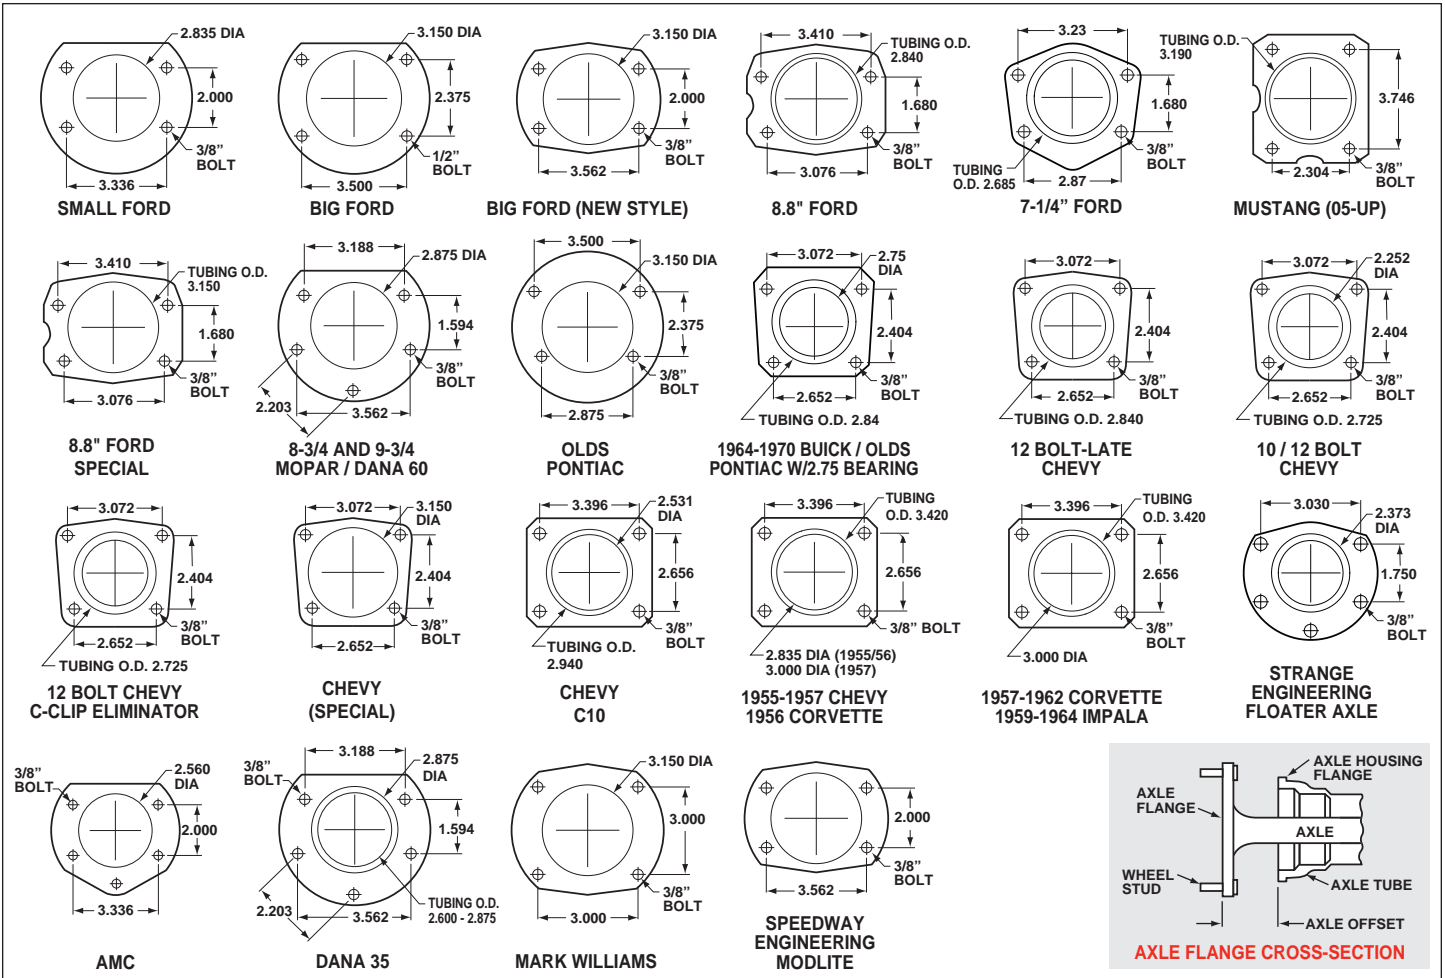 2.835 DIA
2.000
3/8”
BOLT
3.336
SMALL FORD
3.150 DIA
2.375
1/2”
BOLT
3.500
BIG FORD
3.150 DIA
2.000
3/8”
BOLT
3.562
BIG FORD (NEW STYLE)
3.410
TUBING O.D.
2.840
1.680
3/8”
BOLT
3.076
8.8" FORD
3.23
1.680
3/8”
BOLT
TUBING
O.D. 2.685
2.87
7-1/4” FORD
TUBING O.D.
3.190
3.746
3/8”
BOLT
2.304
MUSTANG (05-UP)
3.410
TUBING O.D.
3.150
1.680
3/8”
BOLT
3.076
8.8" FORD
SPECIAL
3.188
2.875 DIA
1.594
3/8”
BOLT
2.203
3.562
8-3/4 AND 9-3/4
MOPAR / DANA 60
3.500
3.150 DIA
2.375
3/8”
BOLT
2.875
OLDS
PONTIAC
3.072
2.75
DIA
2.404
3/8”
BOLT
2.652
TUBING O.D. 2.84
1964-1970 BUICK / OLDS
PONTIAC W/2.75 BEARING
3.072
2.404
3/8”
BOLT
2.652
TUBING O.D. 2.840
12 BOLT-LATE
CHEVY
3.072
2.252
DIA
2.404
3/8”
BOLT
2.652
TUBING O.D. 2.725
10 / 12 BOLT
CHEVY
3.072
2.404
3/8”
BOLT
2.652
TUBING O.D. 2.725
12 BOLT CHEVY
C-CLIP ELIMINATOR
3.072
3.150
DIA
2.404
3/8”
BOLT
2.652
CHEVY
(SPECIAL)
3.396
2.531
DIA
2.656
3/8”
BOLT
TUBING O.D.
2.940
CHEVY
C10
3.396
TUBING
O.D. 3.420
2.656
3/8” BOLT
2.835 DIA (1955/56)
3.000 DIA (1957)
1955-1957 CHEVY
1956 CORVETTE
3.396
TUBING
O.D. 3.420
2.656
3/8”
BOLT
3.000 DIA
1957-1962 CORVETTE
1959-1964 IMPALA
3.030
2.373
DIA
1.750
3/8”
BOLT
STRANGE
ENGINEERING
FLOATER AXLE
3/8”
BOLT
2.560
DIA
2.000
3.336
AMC
3/8”
BOLT
3.188
2.875
DIA
1.594
2.203
3.562
TUBING O.D.
2.600 - 2.875
DANA 35
3.150 DIA
3.000
3/8”
BOLT
3.000
MARK WILLIAMS
2.000
3/8”
BOLT
3.562
SPEEDWAY
ENGINEERING
MODLITE
AXLE HOUSING
FLANGE
AXLE
FLANGE
AXLE
WHEEL
STUD
AXLE TUBE
AXLE OFFSET
AXLE FLANGE CROSS-SECTION